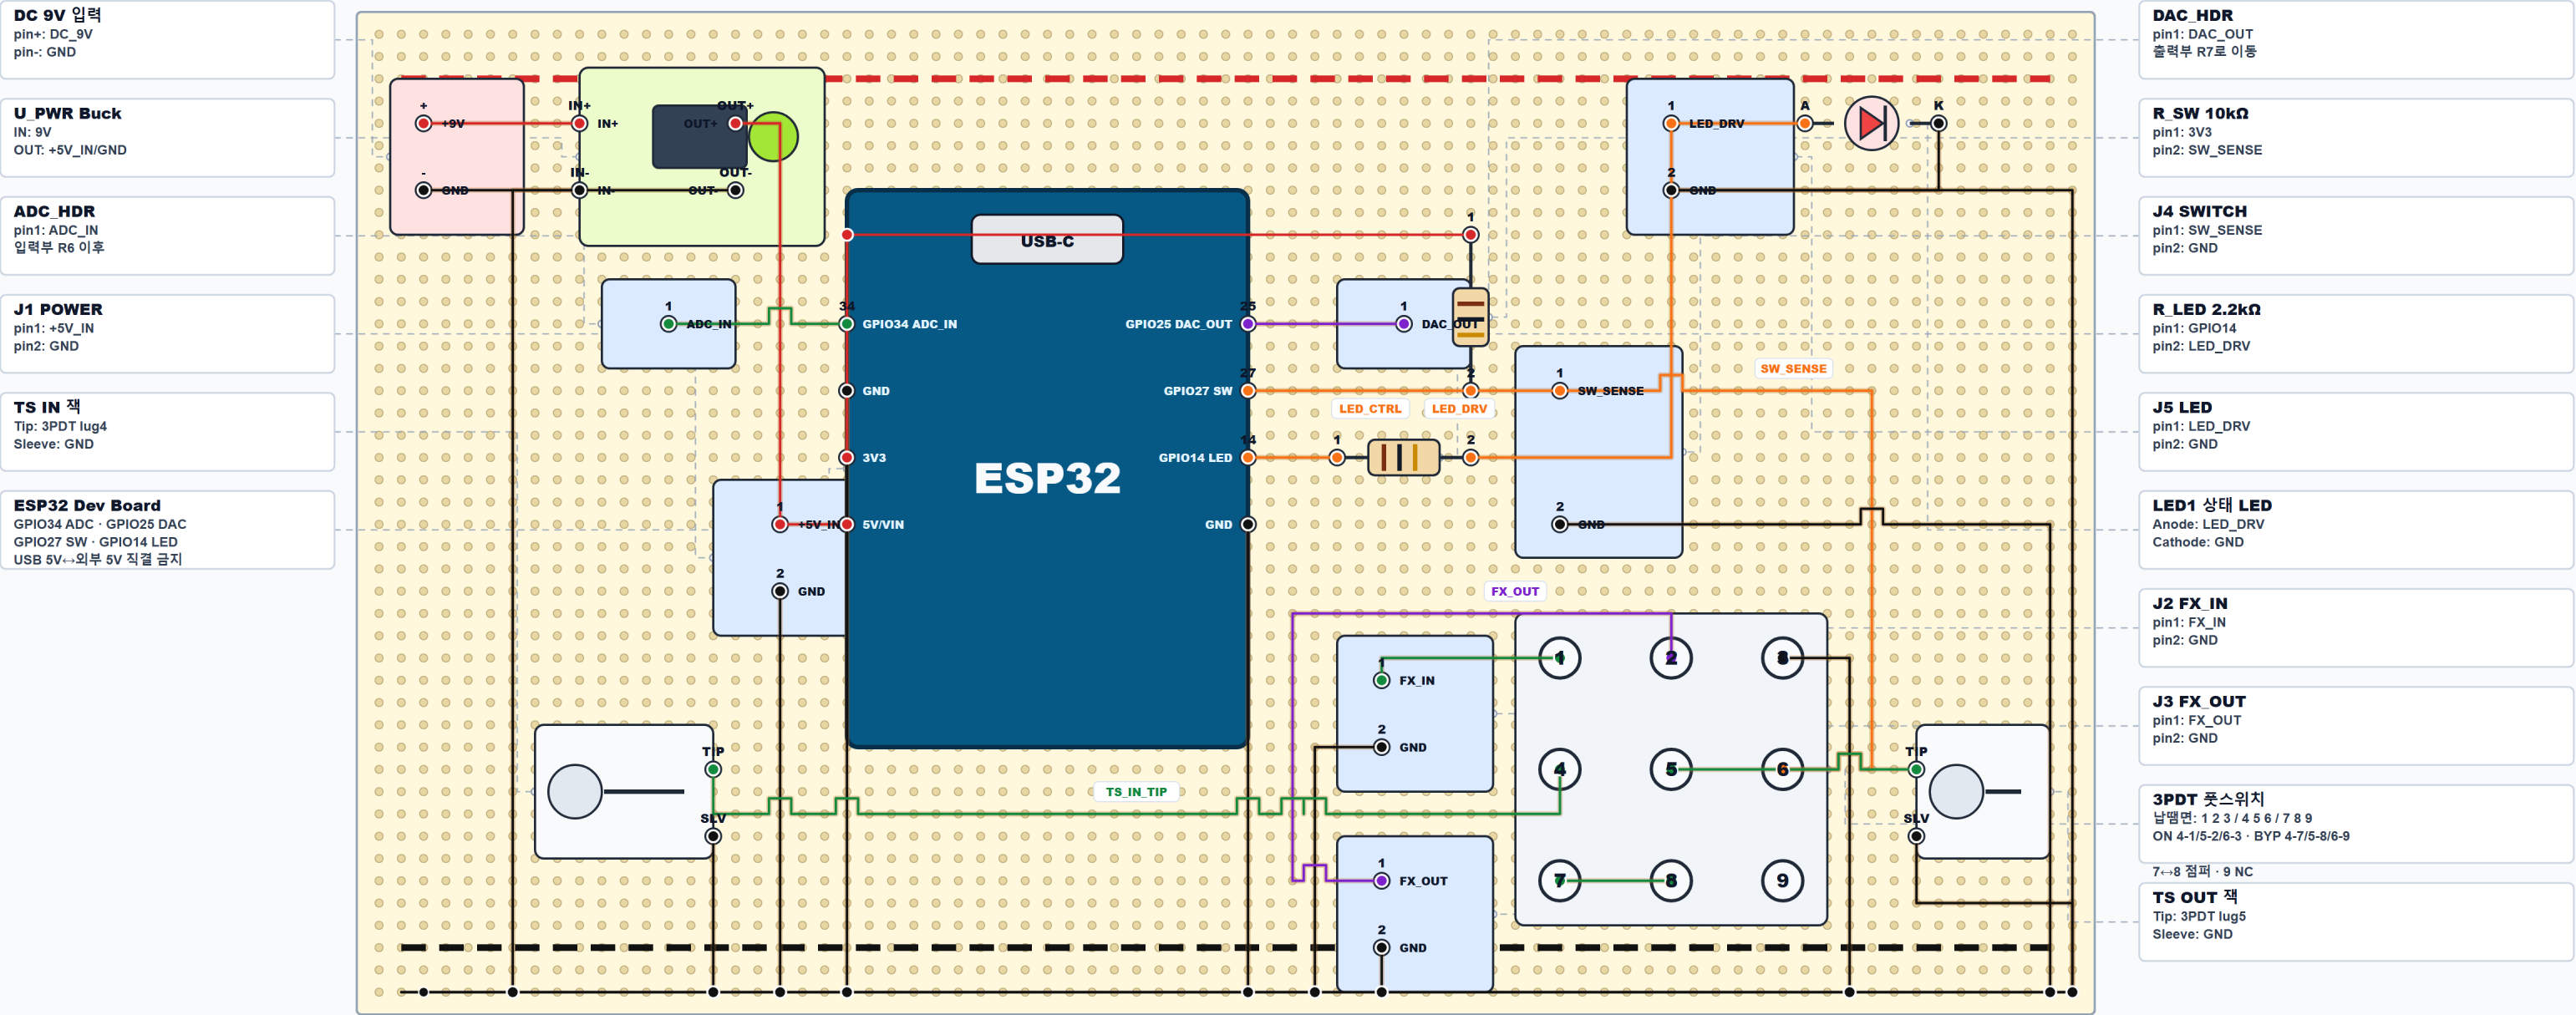 DC 9V 입력
pin+: DC_9V
pin-: GND
U_PWR Buck
IN: 9V
OUT: +5V_IN/GND
ADC_HDR
pin1: ADC_IN
입력부 R6 이후
J1 POWER
pin1: +5V_IN
pin2: GND
TS IN 잭
Tip: 3PDT lug4
Sleeve: GND
ESP32 Dev Board
GPIO34 ADC · GPIO25 DAC
GPIO27 SW · GPIO14 LED
USB 5V↔외부 5V 직결 금지
+
+9V
-
GND
IN+
IN+
OUT+
OUT+
IN-
IN-
OUT-
OUT-
1
LED_DRV
2
GND
A
K
USB-C
1
1
ADC_IN
34
GPIO34 ADC_IN
25
GPIO25 DAC_OUT
1
DAC_OUT
GND
27
GPIO27 SW
2
1
SW_SENSE
SW_SENSE
LED_CTRL
LED_DRV
3V3
14
GPIO14 LED
1
2
ESP32
1
+5V_IN
5V/VIN
GND
2
GND
2
GND
FX_OUT
1
FX_IN
2
GND
1
2
3
4
5
6
7
8
9
TIP
SLV
TS_IN_TIP
TIP
SLV
1
FX_OUT
2
GND
DAC_HDR
pin1: DAC_OUT
출력부 R7로 이동
R_SW 10kΩ
pin1: 3V3
pin2: SW_SENSE
J4 SWITCH
pin1: SW_SENSE
pin2: GND
R_LED 2.2kΩ
pin1: GPIO14
pin2: LED_DRV
J5 LED
pin1: LED_DRV
pin2: GND
LED1 상태 LED
Anode: LED_DRV
Cathode: GND
J2 FX_IN
pin1: FX_IN
pin2: GND
J3 FX_OUT
pin1: FX_OUT
pin2: GND
3PDT 풋스위치
납땜면: 1 2 3 / 4 5 6 / 7 8 9
ON 4-1/5-2/6-3 · BYP 4-7/5-8/6-9
7↔8 점퍼 · 9 NC
TS OUT 잭
Tip: 3PDT lug5
Sleeve: GND